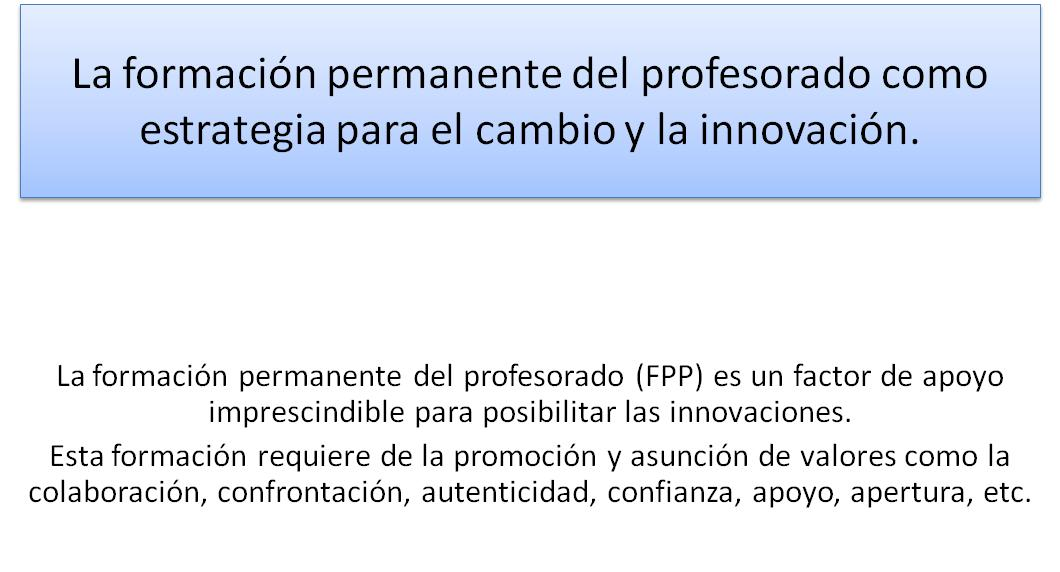 La formación permanente del profesorado como
estrategia para el cambio y la innovación.
La formación permanente del profesorado (FPP) es un factor de apoyo
imprescindible para posibilitar las innovaciones.
Esta formación requiere de la promoción y asunción de valores como la
colaboración, confrontación, autenticidad, confianza, apoyo, apertura, etc.